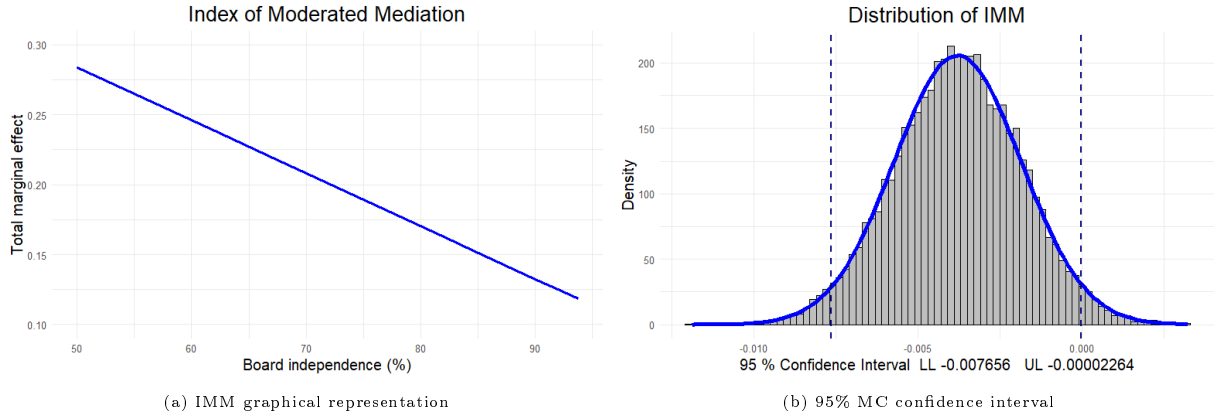 Index of Moderated Mediation
Total marginal effect
0.30
0.25
0.20
0.15
0.10
50 60 70 80 90
Board independence (%)
(a) IMM graphical representation
Distribution of IMM
Density
200
150
100
50
0
-0.010 -0.005 0.000
95 % Confidence Interval LL -0.007656 UL -0.00002264
(b) 95% MC confidence interval